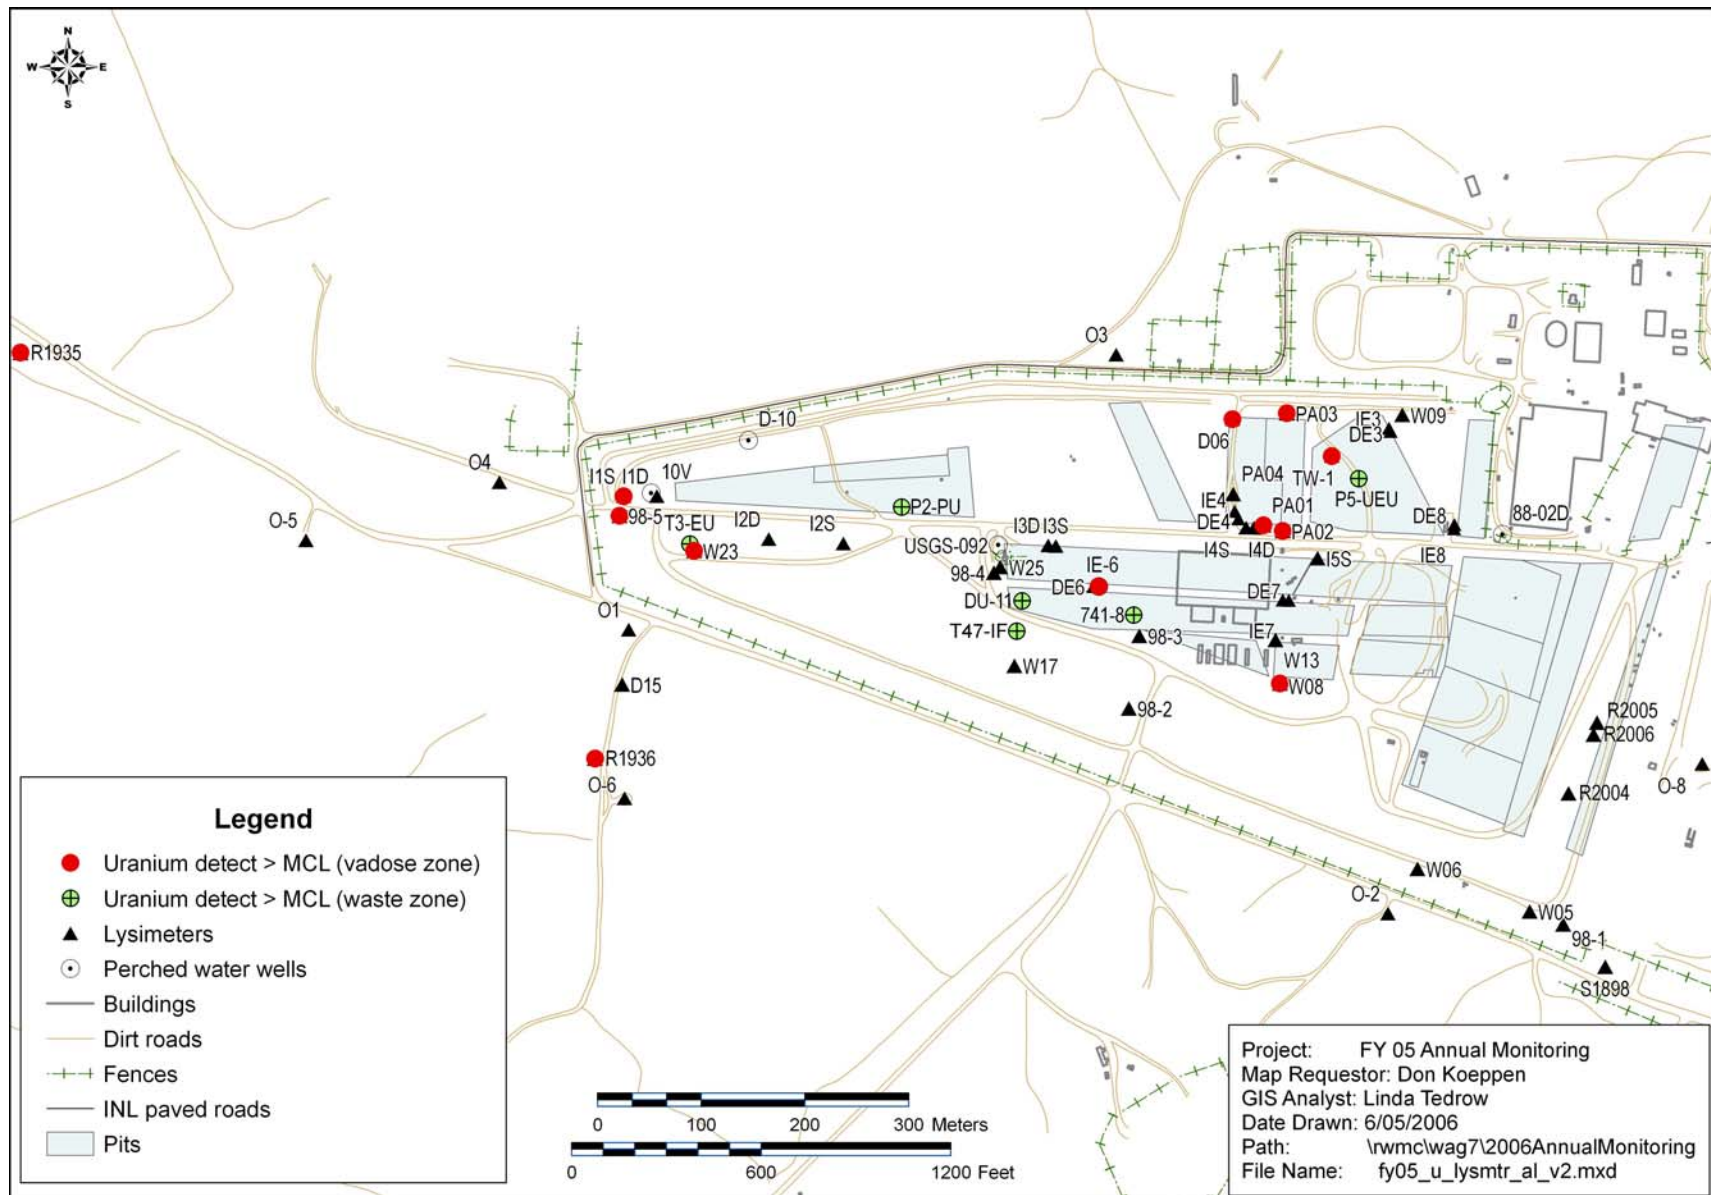 N
W E
S
O3
R1935
D-10
PA03
IE3
W09
DE3
D06
O4
I1S I1D 10V
PA04
TW-1
P5-UEU
IE4
PA01
O-5
98-5
T3-EU
I2D
I2S
P2-PU
I3D I3S
DE4
PA02
DE8
88-02D
W23
USGS-092
I4S
I4D
I5S
IE8
98-4
W25
IE-6
DE6
DE7
O1
DU-11
741-8
T47-IF
98-3
IE7
W17
W13
D15
W08
98-2
R2005
R2006
R1936
O-6
R2004
O-8
W06
O-2
W05
98-1
S1898
Legend
Uranium detect > MCL (vadose zone)
Uranium detect > MCL (waste zone)
Lysimeters
Perched water wells
Buildings
Dirt roads
Fences
INL paved roads
Pits
0 100 200 300 Meters
0 600 1200 Feet
Project: FY 05 Annual Monitoring
Map Requestor: Don Koeppen
GIS Analyst: Linda Tedrow
Date Drawn: 6/05/2006
Path: \rwmc\wag7\2006AnnualMonitoring
File Name: fy05_u_lysmtr_al_v2.mxd